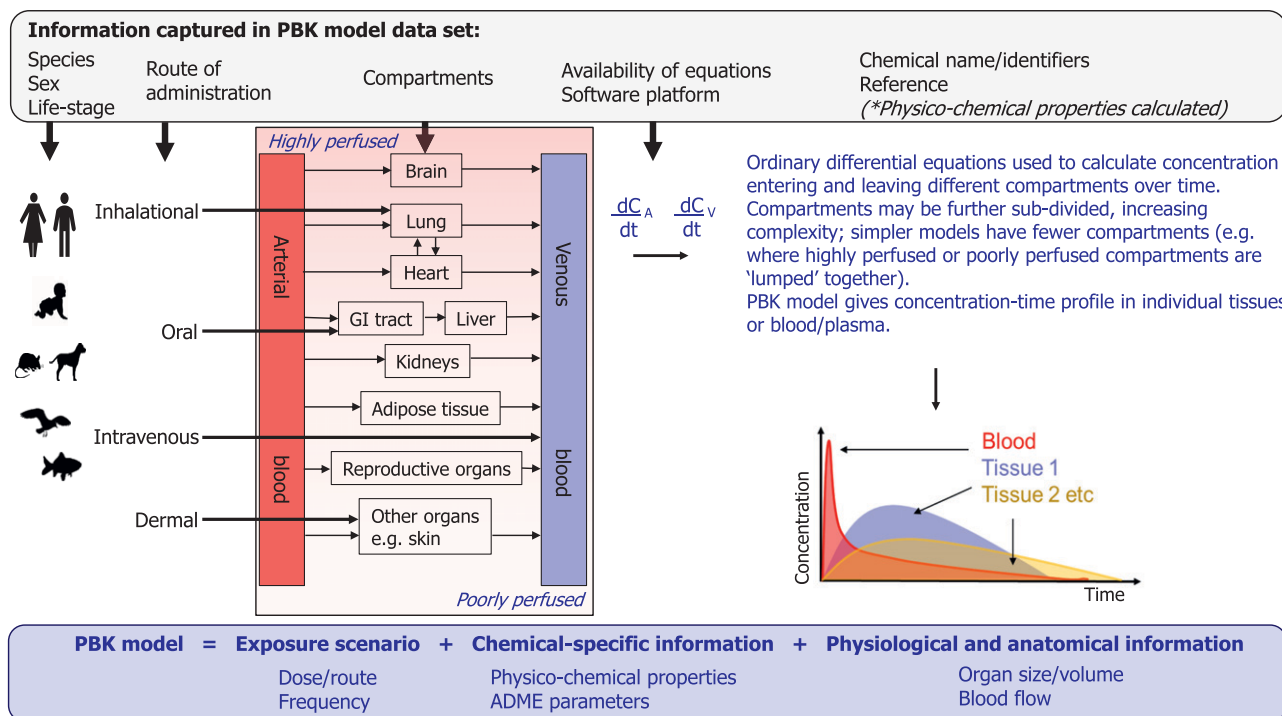 Information captured in PBK model data set:
Species
Sex
Life-stage
Route of
administration
Compartments
Availability of equations
Software platform
Chemical name/identifiers
Reference
(*Physico-chemical properties calculated)
Highly perfused
Arterial
blood
Venous
blood
Brain
Inhalational
Lung
Heart
GI tract
Liver
Oral
Kidneys
Adipose tissue
Intravenous
Reproductive organs
Dermal
Other organs
e.g. skin
Poorly perfused
dC A
dt
dC V
dt
Ordinary differential equations used to calculate concentration
entering and leaving different compartments over time.
Compartments may be further sub-divided, increasing
complexity; simpler models have fewer compartments (e.g.
where highly perfused or poorly perfused compartments are
‘lumped’ together).
PBK model gives concentration-time profile in individual tissues
or blood/plasma.
Blood
Tissue 1
Tissue 2 etc
Concentration
Time
PBK model = Exposure scenario + Chemical-specific information + Physiological and anatomical information
Dose/route
Frequency
Physico-chemical properties
ADME parameters
Organ size/volume
Blood flow